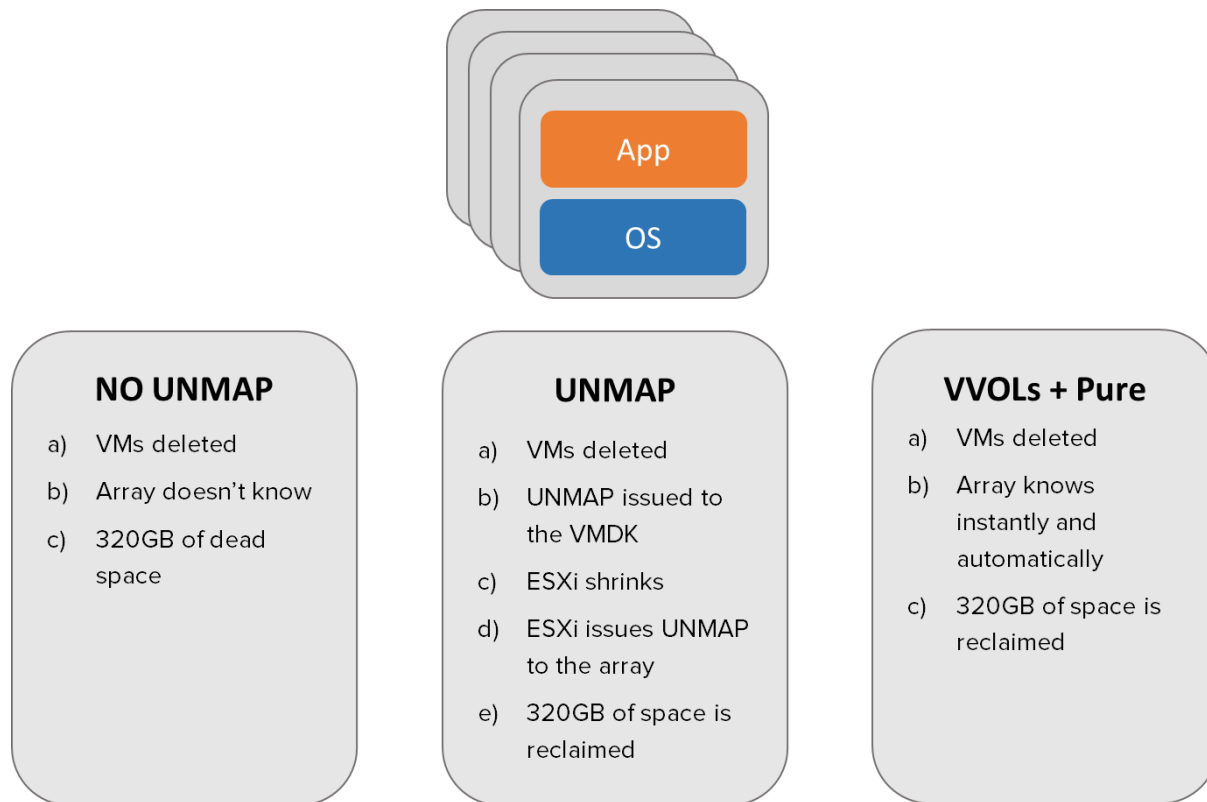 App
OS
NO UNMAP
a) VMs deleted
b) Array doesn’t know
c) 320GB of dead
space
UNMAP
a) VMs deleted
b) UNMAP issued to
the VMDK
c) ESXi shrinks
d) ESXi issues UNMAP
to the array
e) 320GB of space is
reclaimed
VVOLs + Pure
a) VMs deleted
b) Array knows
instantly and
automatically
c) 320GB of space is
reclaimed